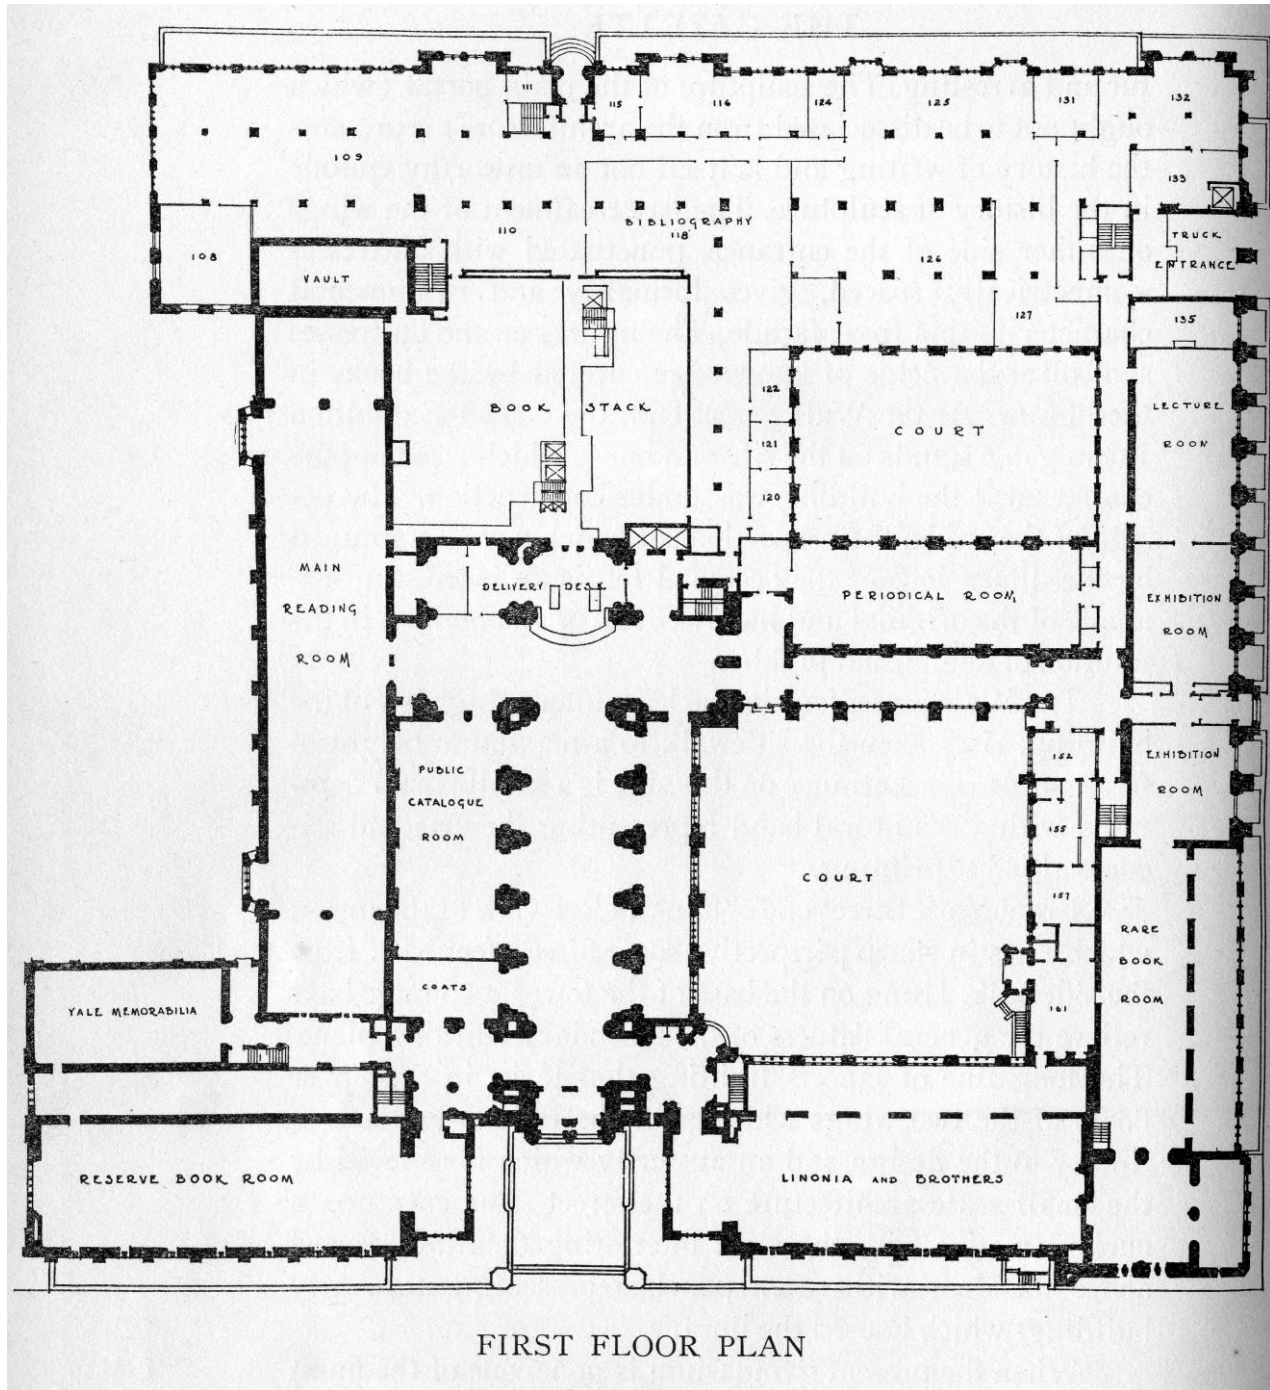 111
115
116
124
125
131
132
109
133
110
BIBLIOGRAPHY
118
TRUCK
ENTRANCE
108
VAULT
126
127
135
BOOK STACK
122
COURT
LECTURE
ROOM
121
120
MAIN
READING
ROOM
DELIVERY DESK
PERIODICAL ROOM
EXHIBITION
ROOM
PUBLIC
CATALOGUE
ROOM
152
EXHIBITION
ROOM
155
COURT
157
RARE
BOOK
ROOM
COATS
161
YALE MEMORABILIA
RESERVE BOOK ROOM
LINONIA AND BROTHERS
FIRST FLOOR PLAN